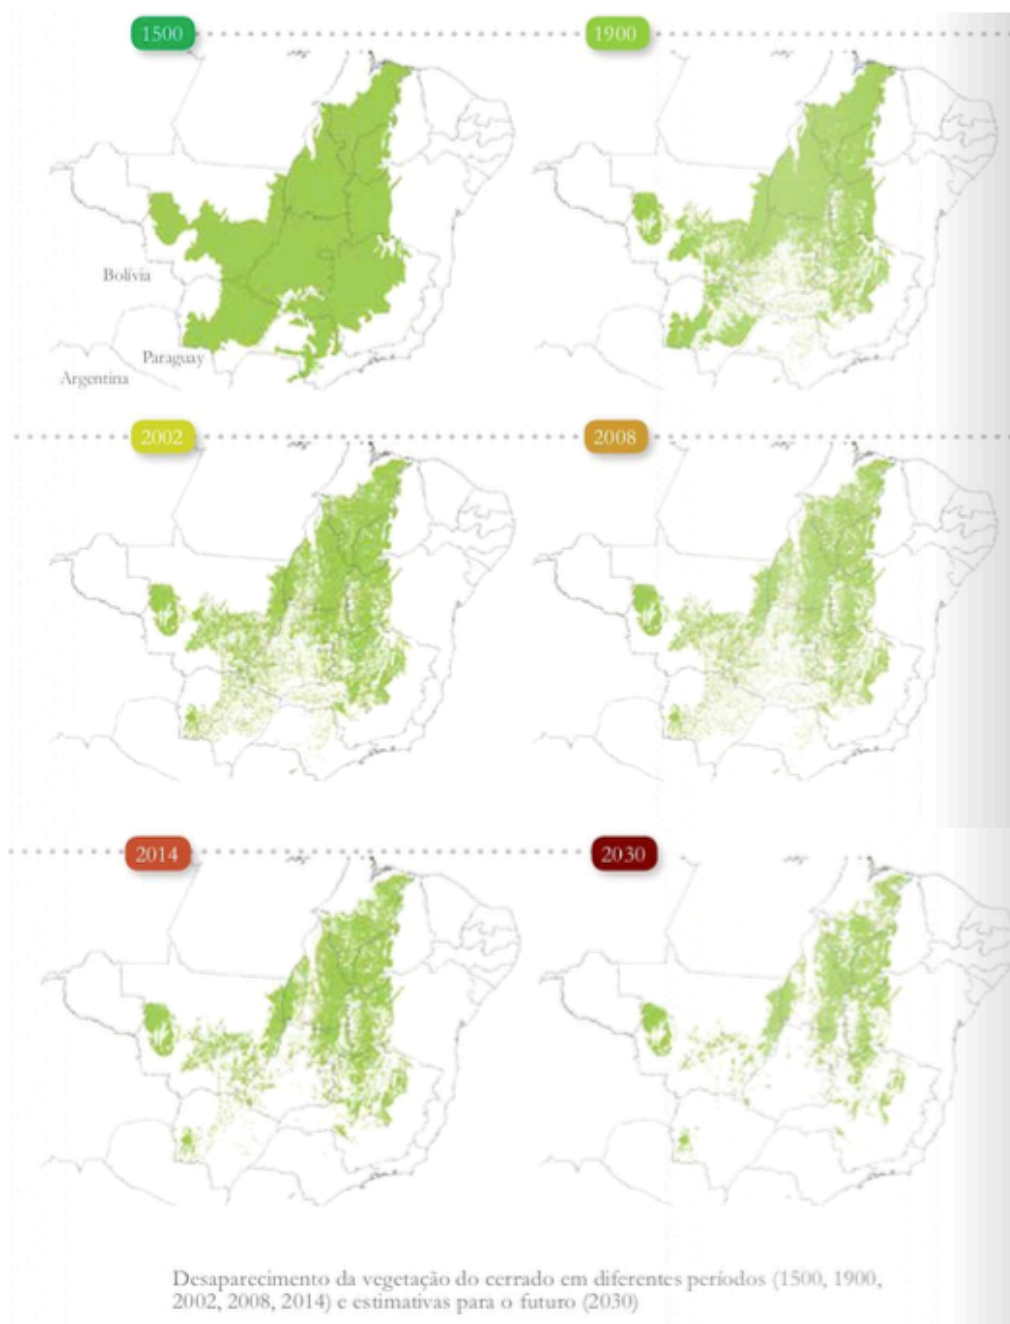 1500
1900
Bolívia
Paraguay
Argentina
2002
2008
2014
2030
Desaparecimento da vegetação do cerrado em diferentes períodos (1500, 1900,
2002, 2008, 2014) e estimativas para o futuro (2030)